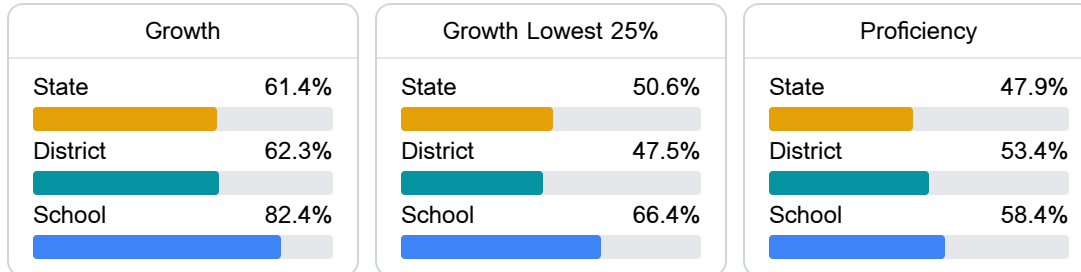 Growth
State 61.4%
District 62.3%
School 82.4%
Growth Lowest 25%
State 50.6%
District 47.5%
School 66.4%
Proficiency
State 47.9%
District 53.4%
School 58.4%